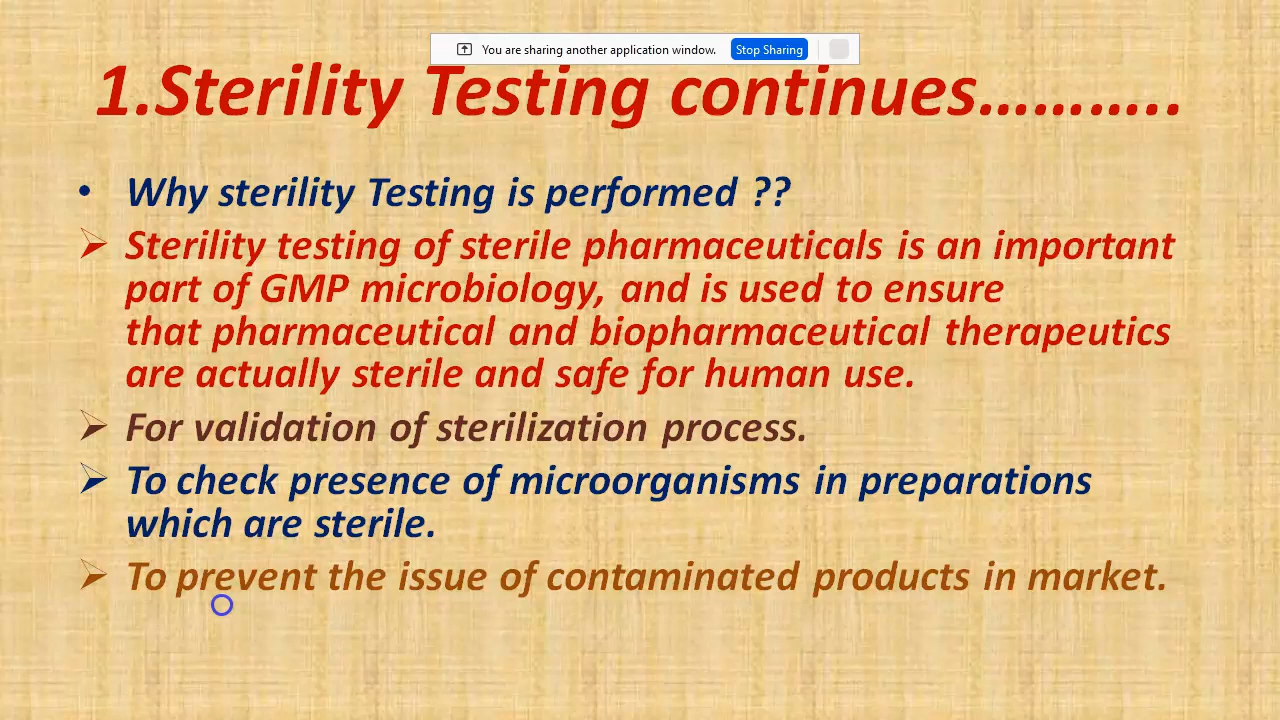 You are sharing another application window. Stop Sharing
1.Sterility Testing continues………..
• Why sterility Testing is performed ??
➢ Sterility testing of sterile pharmaceuticals is an important
part of GMP microbiology, and is used to ensure
that pharmaceutical and biopharmaceutical therapeutics
are actually sterile and safe for human use.
➢ For validation of sterilization process.
➢ To check presence of microorganisms in preparations
which are sterile.
➢ To prevent the issue of contaminated products in market.